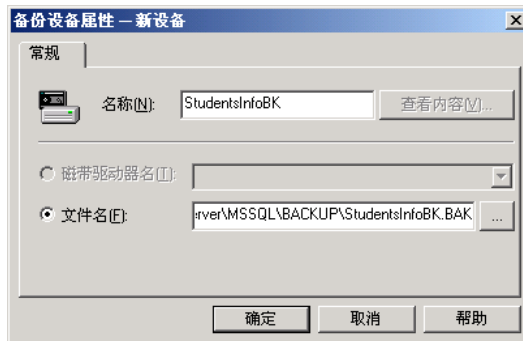 备份设备属性 － 新设备
常规
名称(N): StudentsInfoBK 查看内容(V)...
磁带驱动器名(T):
文件名(F): rver\MSSQL\BACKUP\StudentsInfoBK.BAK ...
确定 取消 帮助